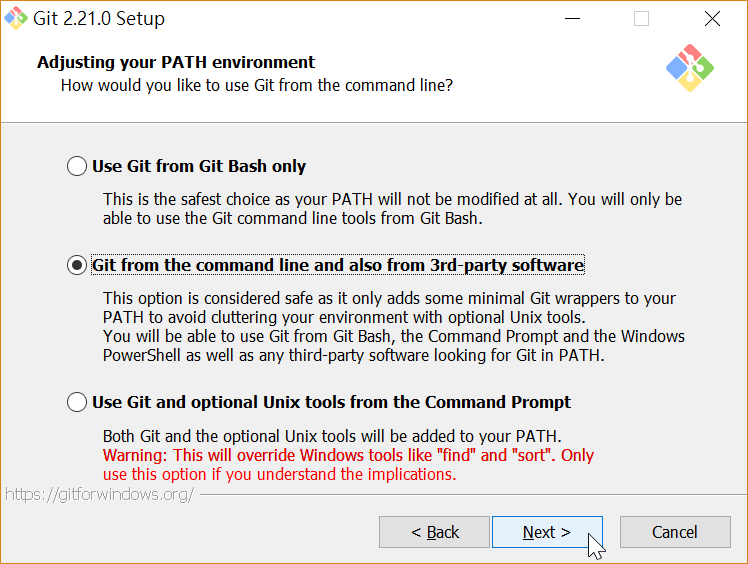 Git 2.21.0 Setup
Adjusting your PATH environment
How would you like to use Git from the command line?
Use Git from Git Bash only
This is the safest choice as your PATH will not be modified at all. You will only be
able to use the Git command line tools from Git Bash.
Git from the command line and also from 3rd-party software
This option is considered safe as it only adds some minimal Git wrappers to your
PATH to avoid cluttering your environment with optional Unix tools.
You will be able to use Git from Git Bash, the Command Prompt and the Windows
PowerShell as well as any third-party software looking for Git in PATH.
Use Git and optional Unix tools from the Command Prompt
Both Git and the optional Unix tools will be added to your PATH.
Warning: This will override Windows tools like "find" and "sort". Only
use this option if you understand the implications.
https://gitforwindows.org/
< Back
Next >
Cancel